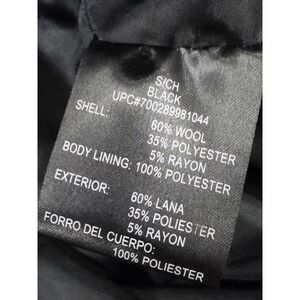 S/CH
BLACK
UPC#700289981044
SHELL:
60% WOOL
35% POLYESTER
5% RAYON
BODY LINING: 100% POLYESTER
EXTERIOR:
60% LANA
35% POLIESTER
5% RAYON
FORRO DEL CUERPO:
100% POLIESTER